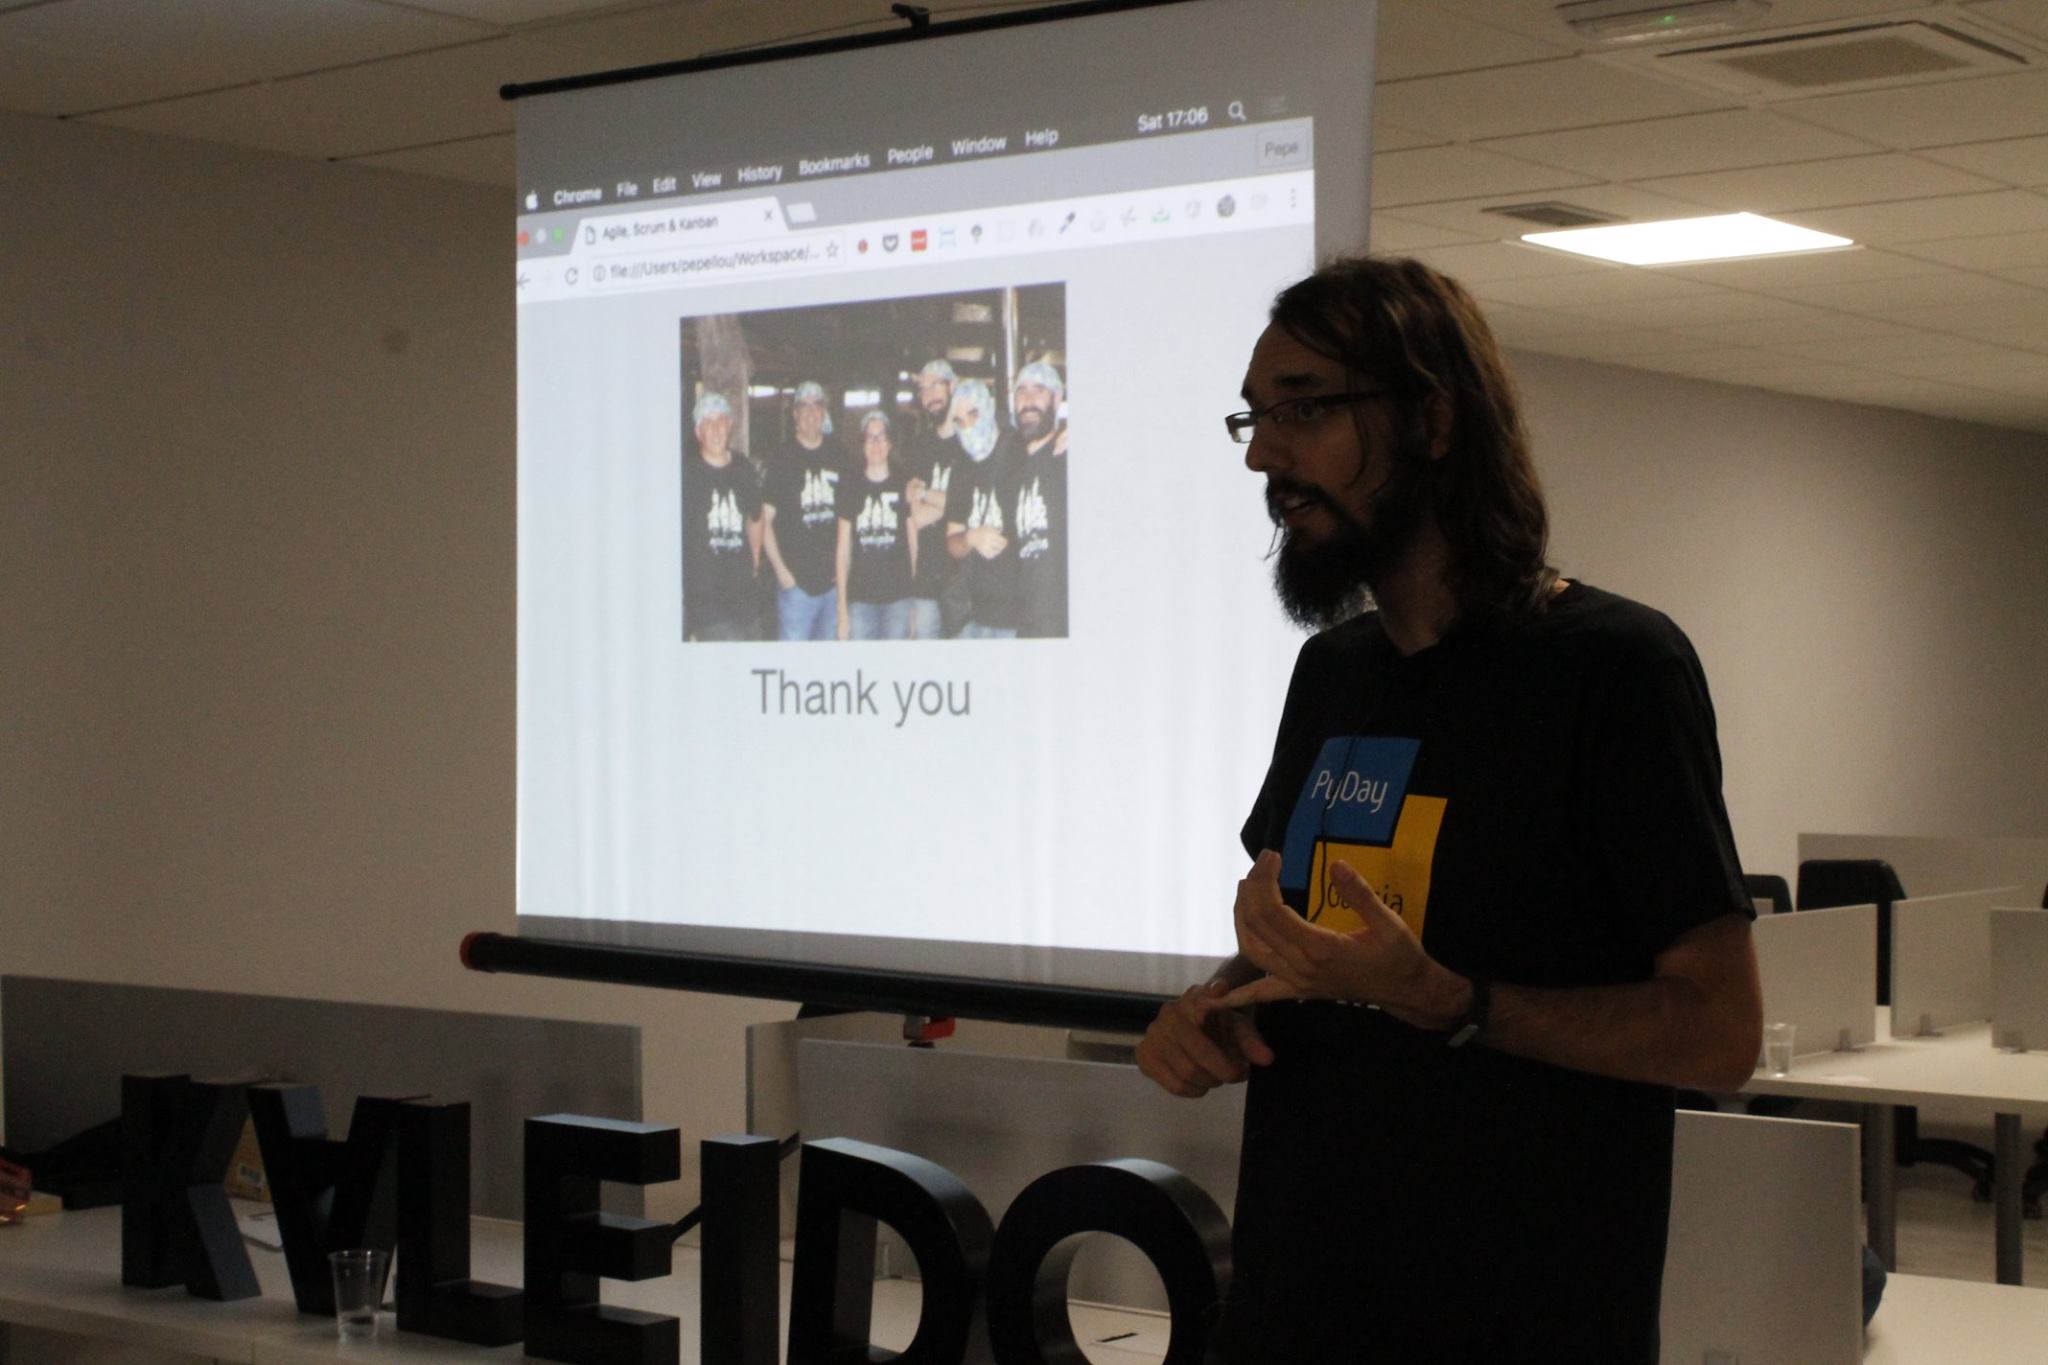 Chrome File Edit View History Bookmarks People Window Help Sat 17:06
Pepe
Agile, Scrum & Kanban
file:///Users/pepellou/Workspace/...
Thank you
PyDay
KALEIDO